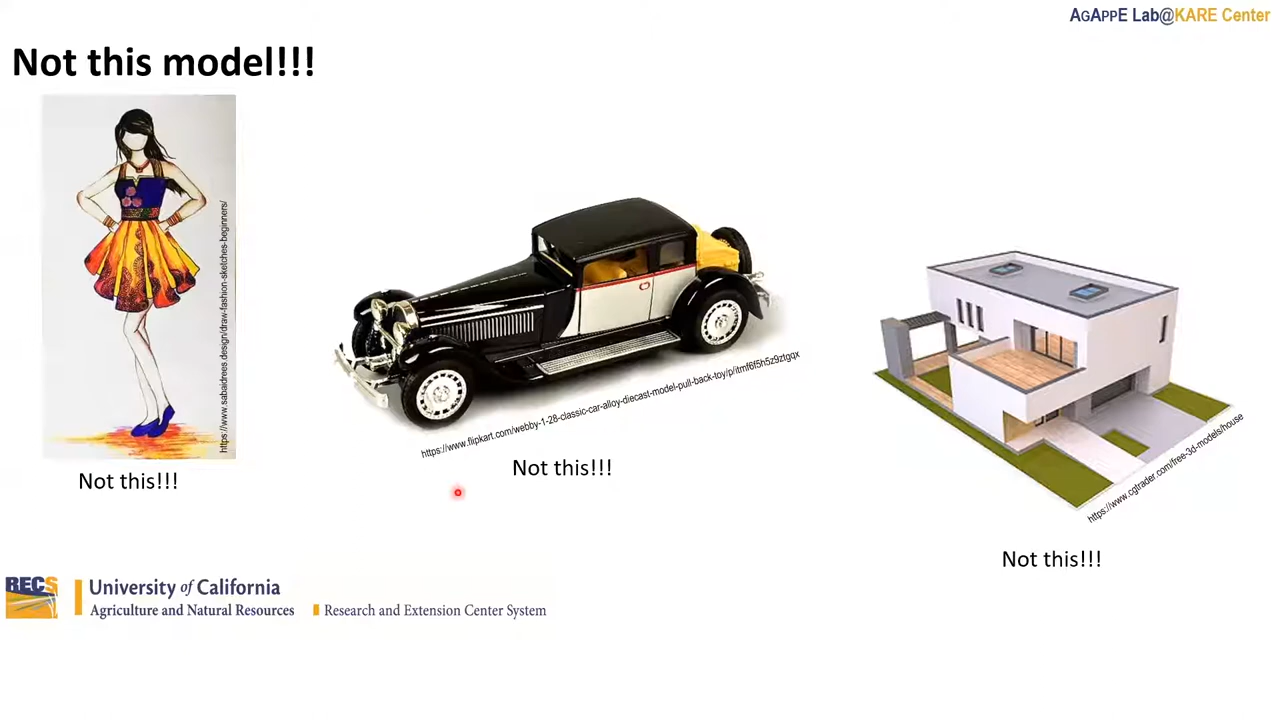 AGAPPE Lab@KARE Center
Not this model!!!
https://www.sabaidrees.design/draw-fashion-sketches-beginners/
Not this!!!
https://www.flipkart.com/webby-1-28-classic-car-alloy-diecast-model-pull-back-toy/p/itmf6f5h5z9ztgqx
Not this!!!
https://www.cgtrader.com/free-3d-models/house
Not this!!!
RECS
University of California
Agriculture and Natural Resources
Research and Extension Center System